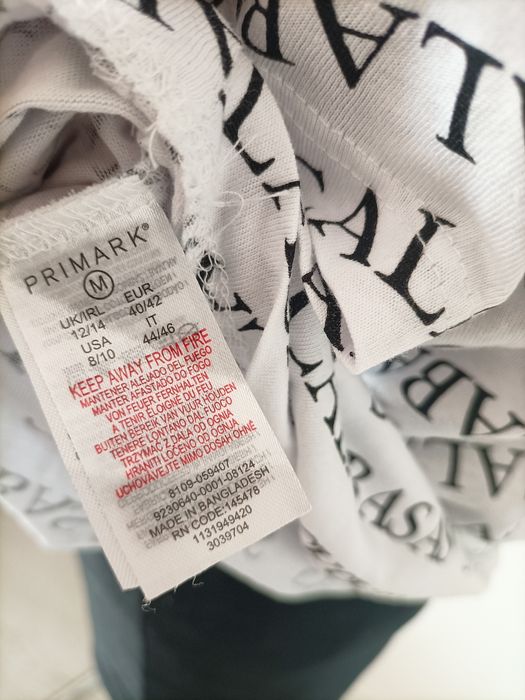 PRIMARK®
M
UK/IRL EUR
12/14 40/42
USA IT
8/10 44/46
KEEP AWAY FROM FIRE
MANTENER ALEJADO DEL FUEGO
MANTER AFASTADO DO FOGO
VON FEUER FERNHALTEN
À TENIR ÉLOIGNÉ DU FEU
BUITEN BEREIK VAN VUUR HOUDEN
TENERE LONTANO DAL FUOCO
TRZYMAĆ Z DALA OD OGNIA
HRANITI LOČENO OD OGNJA
UCHOVÁVEJTE MIMO DOSAH OHNĚ
8109-059407
9230640-0001-08124
MADE IN BANGLADESH
RN CODE:145478
1131949420
3039704